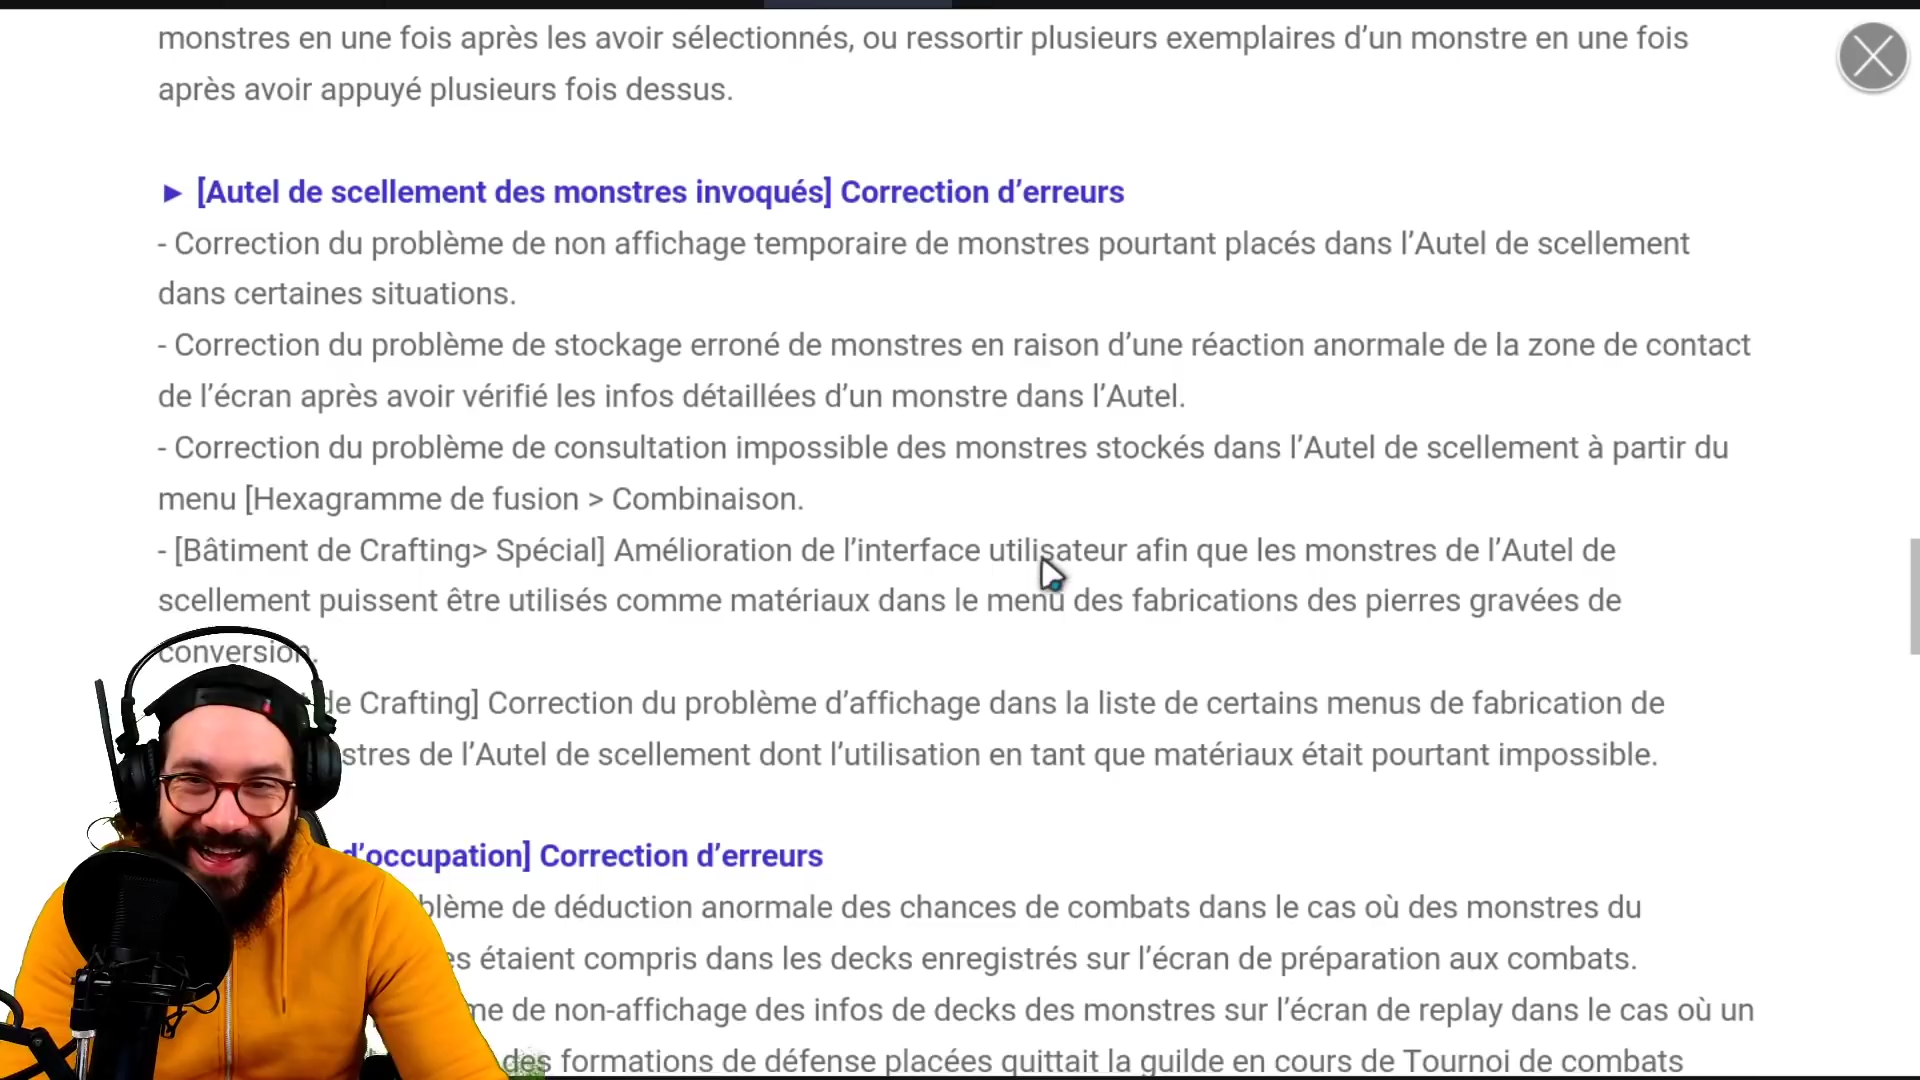 monstres en une fois après les avoir sélectionnés, ou ressortir plusieurs exemplaires d’un monstre en une fois
après avoir appuyé plusieurs fois dessus.
► [Autel de scellement des monstres invoqués] Correction d’erreurs
- Correction du problème de non affichage temporaire de monstres pourtant placés dans l’Autel de scellement
dans certaines situations.
- Correction du problème de stockage erroné de monstres en raison d’une réaction anormale de la zone de contact
de l’écran après avoir vérifié les infos détaillées d’un monstre dans l’Autel.
- Correction du problème de consultation impossible des monstres stockés dans l’Autel de scellement à partir du
menu [Hexagramme de fusion > Combinaison.
- [Bâtiment de Crafting> Spécial] Amélioration de l’interface utilisateur afin que les monstres de l’Autel de
scellement puissent être utilisés comme matériaux dans le menu des fabrications des pierres gravées de
conversion.
de Crafting] Correction du problème d’affichage dans la liste de certains menus de fabrication de
stres de l’Autel de scellement dont l’utilisation en tant que matériaux était pourtant impossible.
d’occupation] Correction d’erreurs
blème de déduction anormale des chances de combats dans le cas où des monstres du
es étaient compris dans les decks enregistrés sur l’écran de préparation aux combats.
me de non-affichage des infos de decks des monstres sur l’écran de replay dans le cas où un
des formations de défense placées quittait la guilde en cours de Tournoi de combats